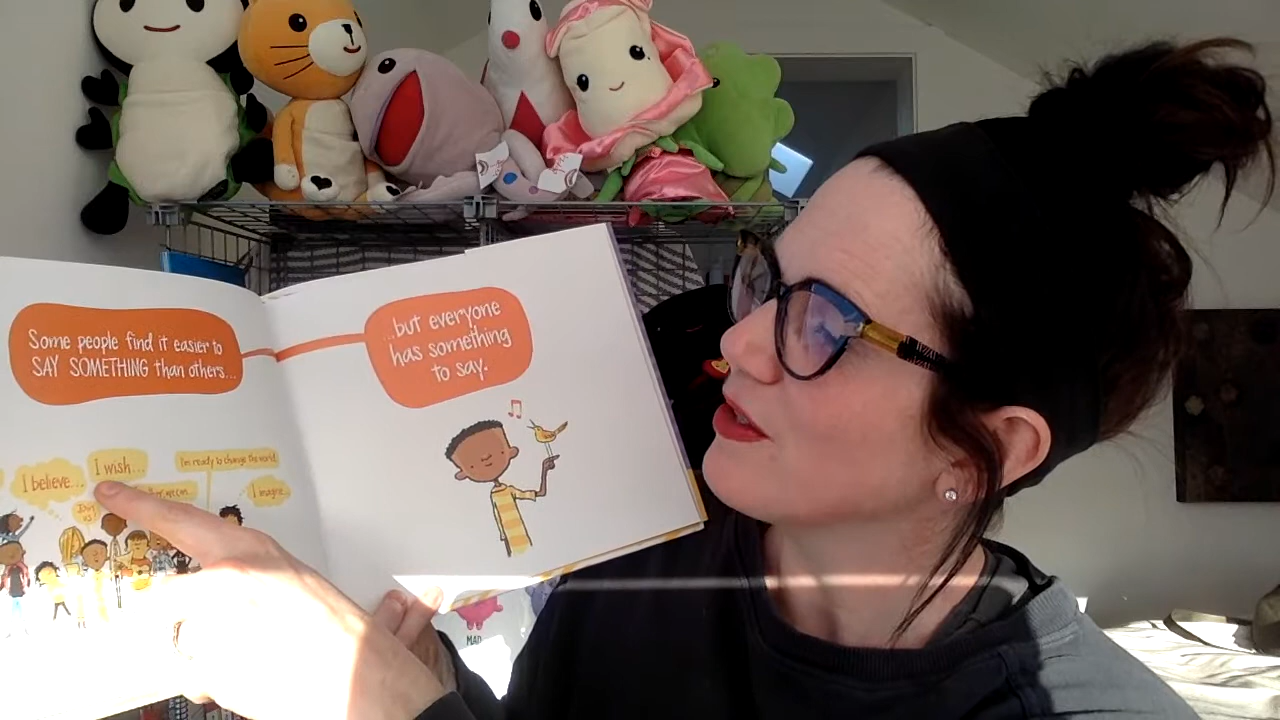 Some people find it easier to
SAY SOMETHING than others...
...but everyone
has something
to say.
I believe...
I wish...
I'm ready to change the world.
I imagine...
MAD